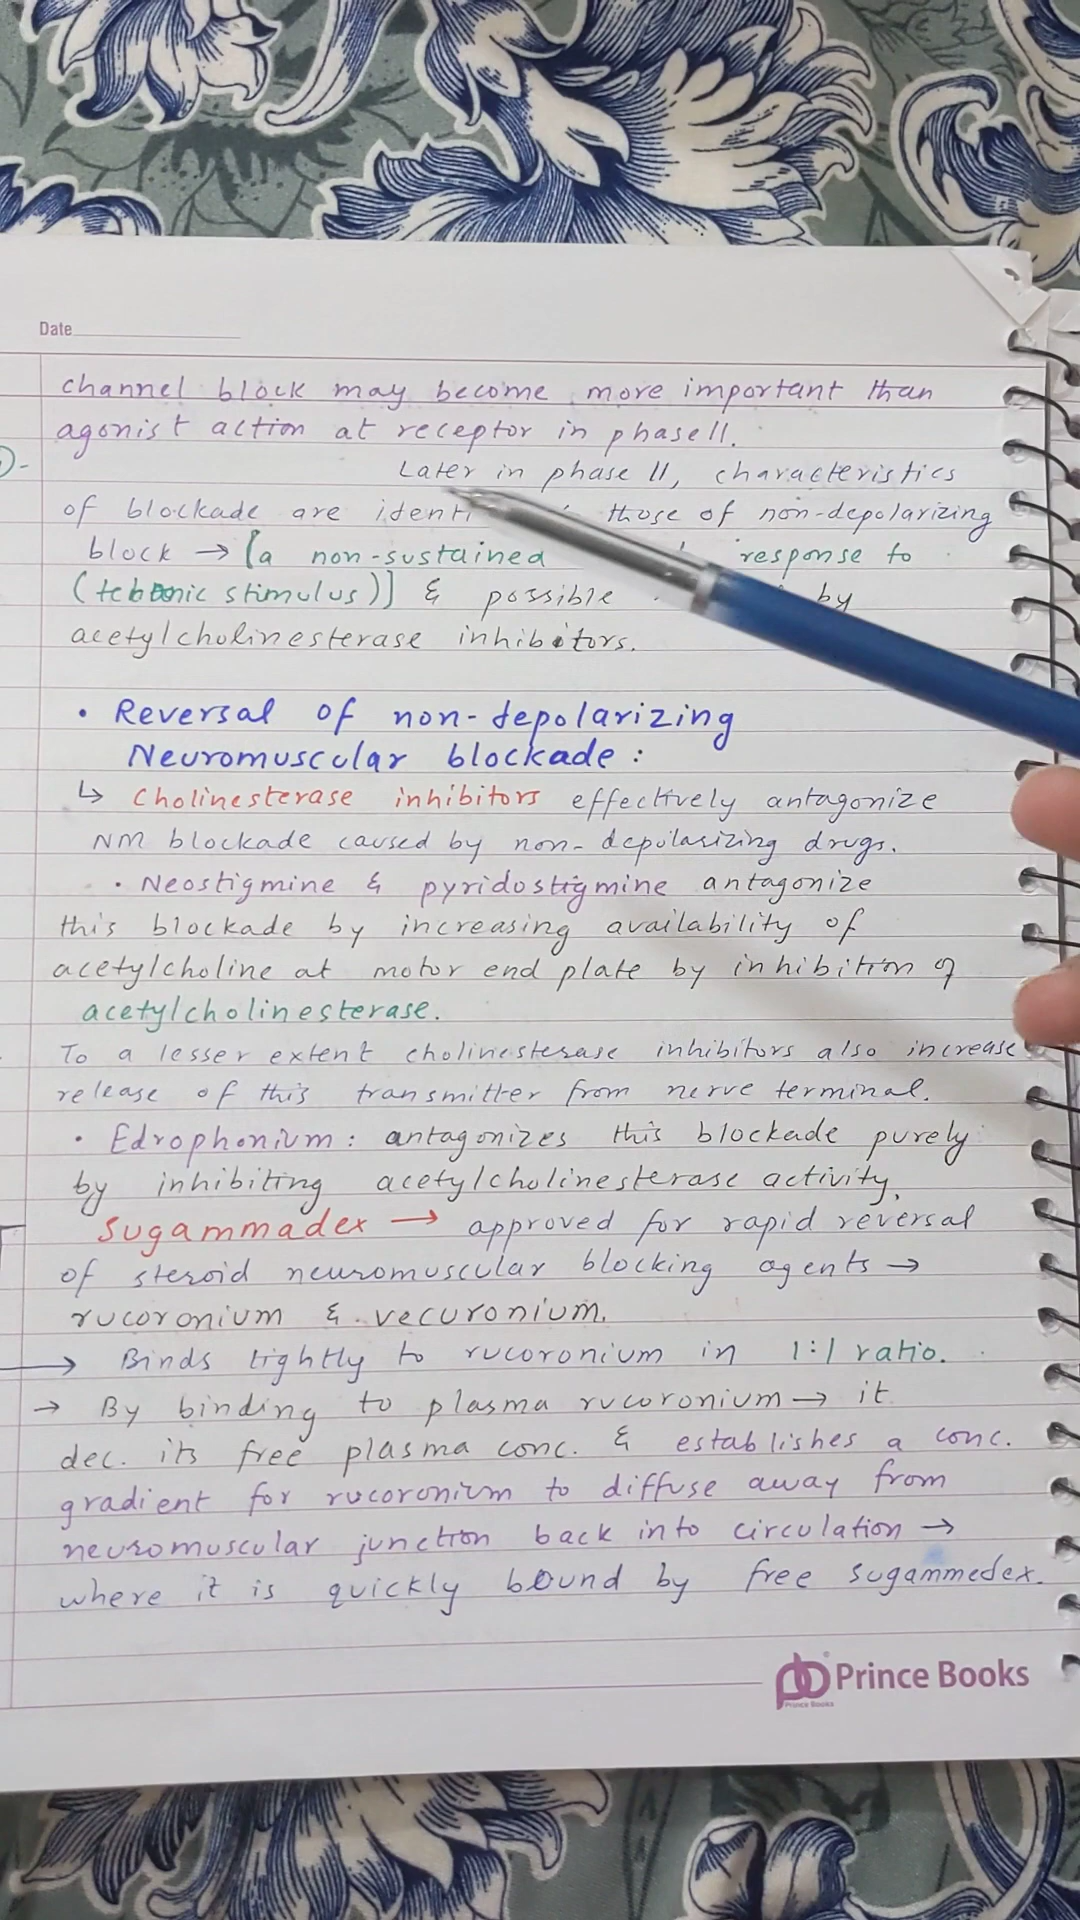 Date
channel block may become more important than
agonist action at receptor in phase II.
Later in phase II, characteristics
of blockade are identi those of non-depolarizing
block → [a non-sustained response to
(tetanic stimulus)] & possible by
acetylcholinesterase inhibitors.
• Reversal of non-depolarizing
Neuromuscular blockade :
↳ Cholinesterase inhibitors effectively antagonize
NM blockade caused by non-depolarizing drugs.
• Neostigmine & pyridostigmine antagonize
this blockade by increasing availability of
acetylcholine at motor end plate by inhibition of
acetylcholinesterase.
To a lesser extent cholinesterase inhibitors also increase
release of this transmitter from nerve terminal.
• Edrophonium : antagonizes this blockade purely
by inhibiting acetylcholinesterase activity.
Sugammadex → approved for rapid reversal
of steroid neuromuscular blocking agents →
rucoronium & vecuronium.
→ Binds tightly to rucoronium in 1:1 ratio.
→ By binding to plasma rucoronium → it
dec. its free plasma conc. & establishes a conc.
gradient for rucoronium to diffuse away from
neuromuscular junction back into circulation →
where it is quickly bound by free sugammedex.
Prince Books
Prince Books